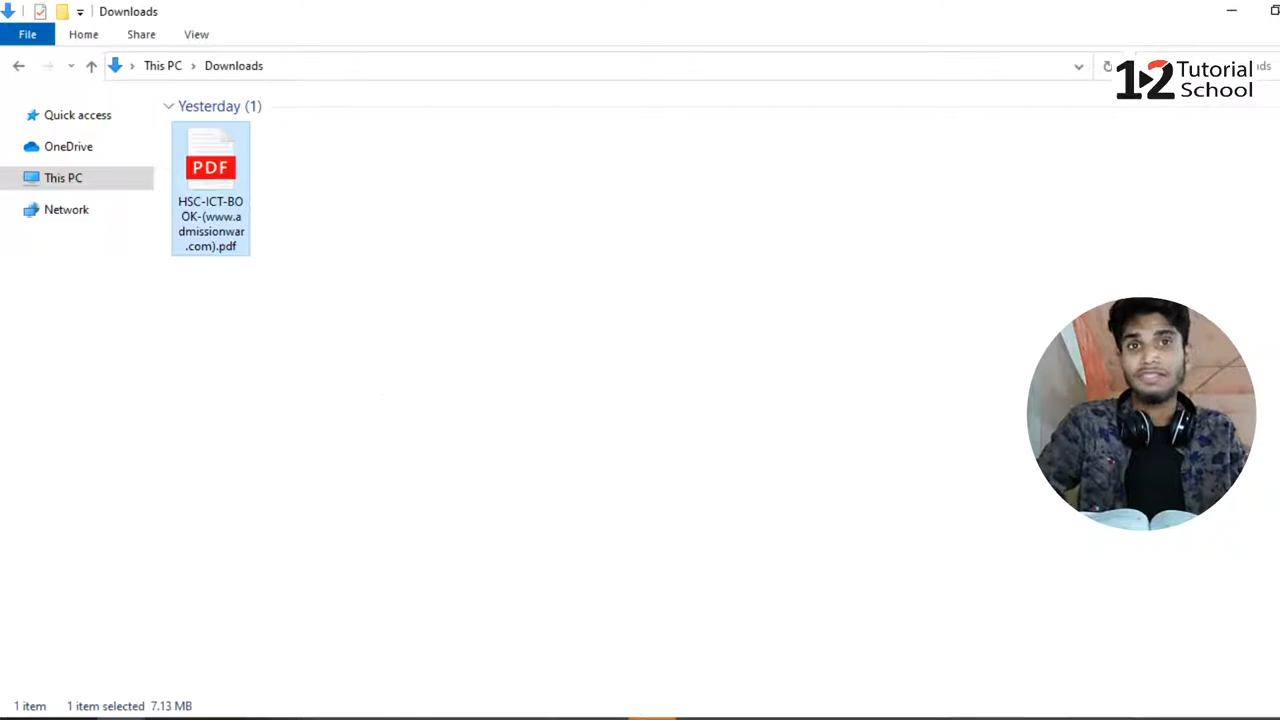 Downloads
File Home Share View
This PC Downloads
ds
12 Tutorial
School
Quick access
OneDrive
This PC
Network
Yesterday (1)
PDF
HSC-ICT-BO
OK-(www.a
dmissionwar
.com).pdf
1 item 1 item selected 7.13 MB